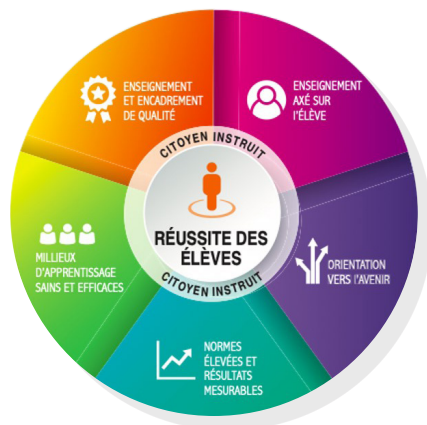 ENSEIGNEMENT
ET ENCADREMENT
DE QUALITÉ
ENSEIGNEMENT
AXÉ SUR
l'ÉLÈVE
CITOYEN INSTRUIT
RÉUSSITE DES
ÉLÈVES
CITOYEN INSTRUIT
MILLIEUX
D'APPRENTISSAGE
SAINS ET EFFICACES
ORIENTATION
VERS l'AVENIR
NORMES
ÉLEVÉES ET
RÉSULTATS
MESURABLES